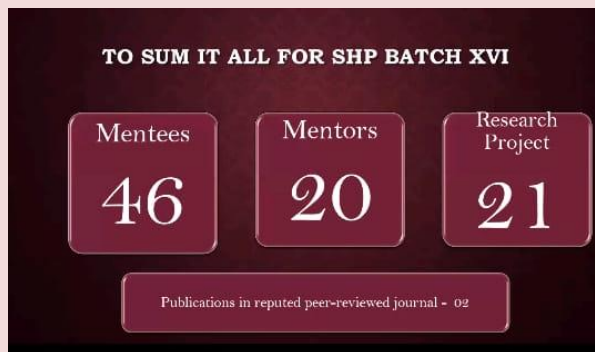 TO SUM IT ALL FOR SHP BATCH XVI
Mentees
46
Mentors
20
Research
Project
21
Publications in reputed peer-reviewed journal - 02